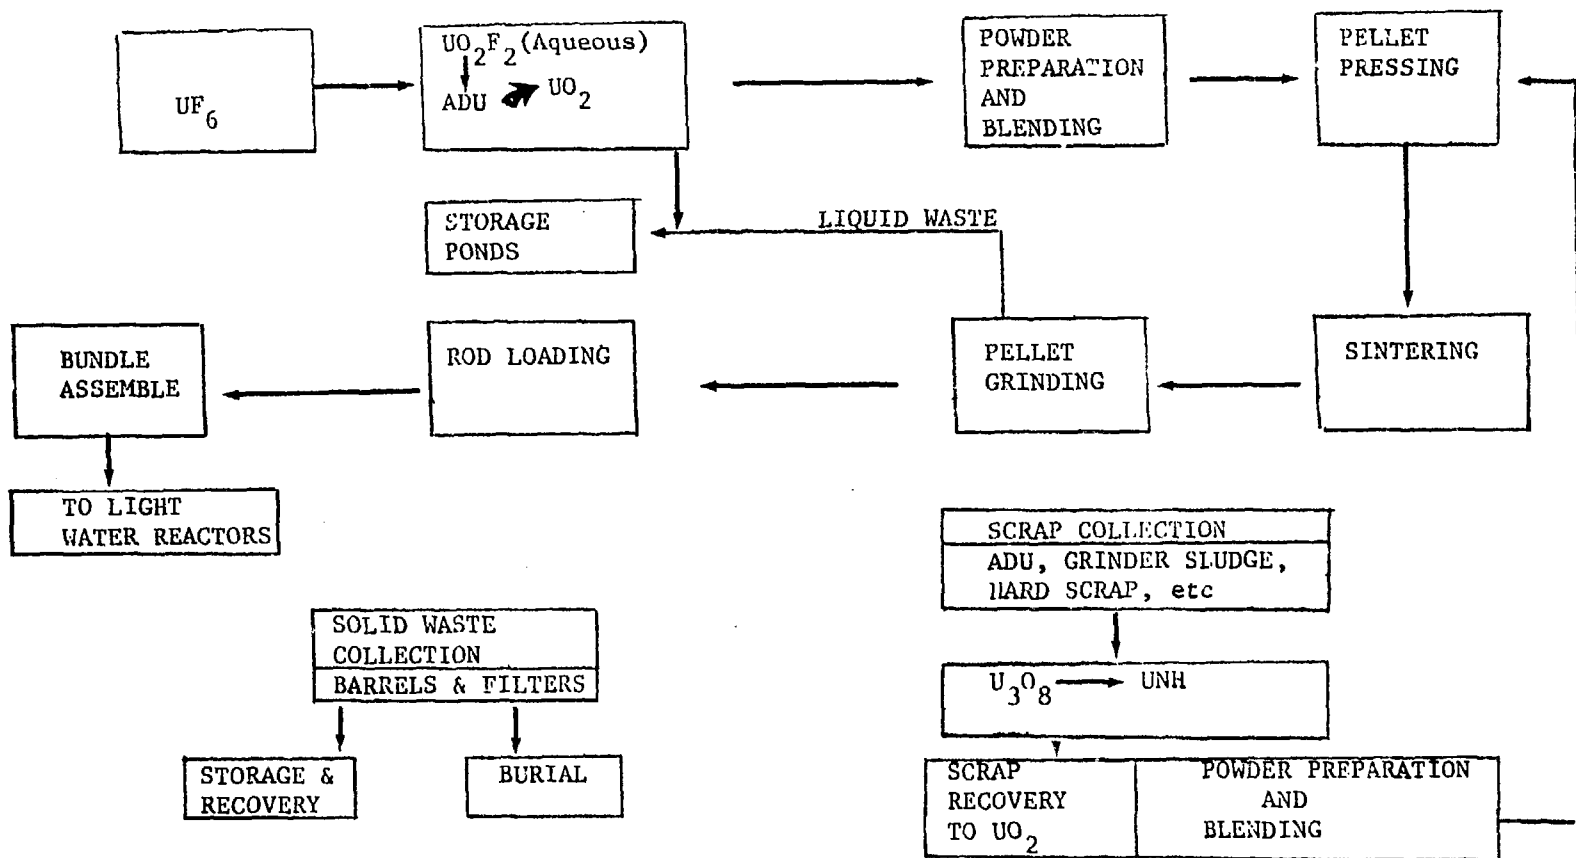 UF6
UO2F2(Aqueous)
ADU UO2
POWDER
PREPARATION
AND
BLENDING
PELLET
PRESSING
STORAGE
PONDS
LIQUID WASTE
BUNDLE
ASSEMBLE
ROD LOADING
PELLET
GRINDING
SINTERING
TO LIGHT
WATER REACTORS
SCRAP COLLECTION
ADU, GRINDER SLUDGE,
HARD SCRAP, etc
SOLID WASTE
COLLECTION
BARRELS & FILTERS
U3O8 UNH
STORAGE &
RECOVERY
BURIAL
SCRAP
RECOVERY
TO UO2
POWDER PREPARATION
AND
BLENDING